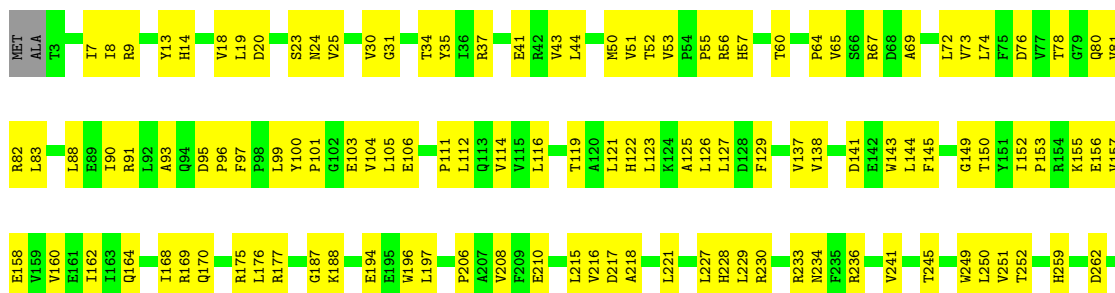 MET ALA T3 I7 I8 R9 Y13 H14 V18 L19 D20 S23 N24 V25 V30 G31 T34 Y35 I36 R37 E41 R42 V43 L44 M50 V51 T52 V53 P54 P55 R56 H57 T60 P64 V65 S66 R67 D68 A69 L72 V73 L74 F75 D76 V77 T78 G79 Q80
R82 L83 L88 E89 I90 R91 L92 A93 Q94 D95 P96 F97 P98 L99 Y100 P101 G102 E103 V104 L105 E106 P111 L112 Q113 V114 V115 L116 T119 A120 L121 H122 L123 K124 A125 L126 L127 D128 F129 V137 V138 D141 E142 W143 L144 F145 G149 T150 Y151 I152 P153 R154 K155 E156
E158 V159 V160 E161 I162 I163 Q164 I168 R169 Q170 R175 L176 R177 G187 K188 E194 E195 W196 L197 P206 A207 V208 F209 E210 L215 V216 D217 A218 L221 L227 H228 L229 R230 R233 N234 F235 R236 V241 T245 W249 L250 V251 T252 H259 D262